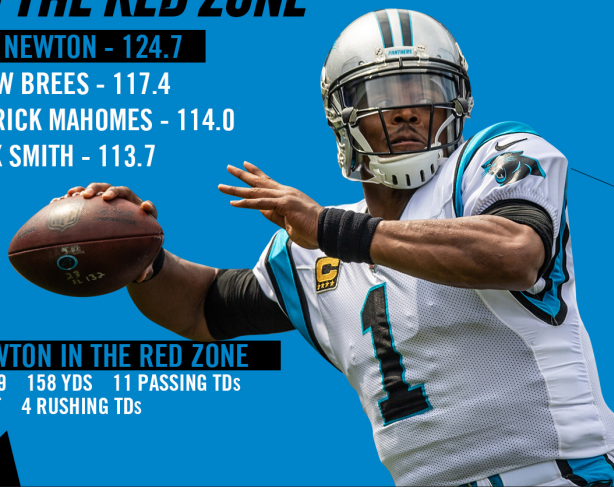 THE RED ZONE
NEWTON - 124.7
W BREES - 117.4
RICK MAHOMES - 114.0
SMITH - 113.7
PANTHERS
C
1
WTON IN THE RED ZONE
9 158 YDS 11 PASSING TDs
4 RUSHING TDs